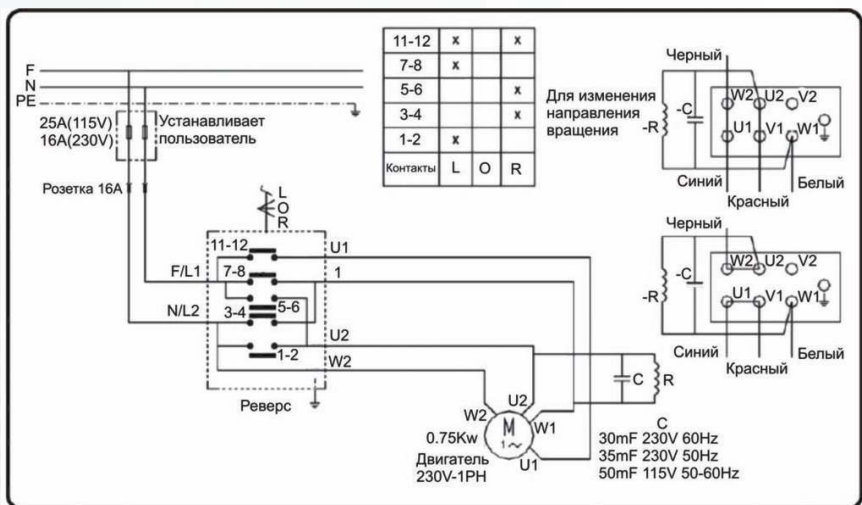 F
N
PE
25A(115V)
16A(230V)
Устанавливает
пользователь
Розетка 16А
L
O
R
11-12 x x
7-8 x
5-6 x
3-4 x
1-2 x
Контакты L O R
11-12
F/L1
7-8
N/L2
3-4
5-6
1-2
U1
1
U2
W2
Реверс
W2
U2
W1
U1
M
1~
0.75Kw
Двигатель
230V-1PH
C
R
C
30mF 230V 60Hz
35mF 230V 50Hz
50mF 115V 50-60Hz
Для изменения
направления
вращения
Черный
-R
-C
W2 U2 V2
U1 V1 W1
Синий
Красный
Белый
Черный
-R
-C
W2 U2 V2
U1 V1 W1
Синий
Красный
Белый